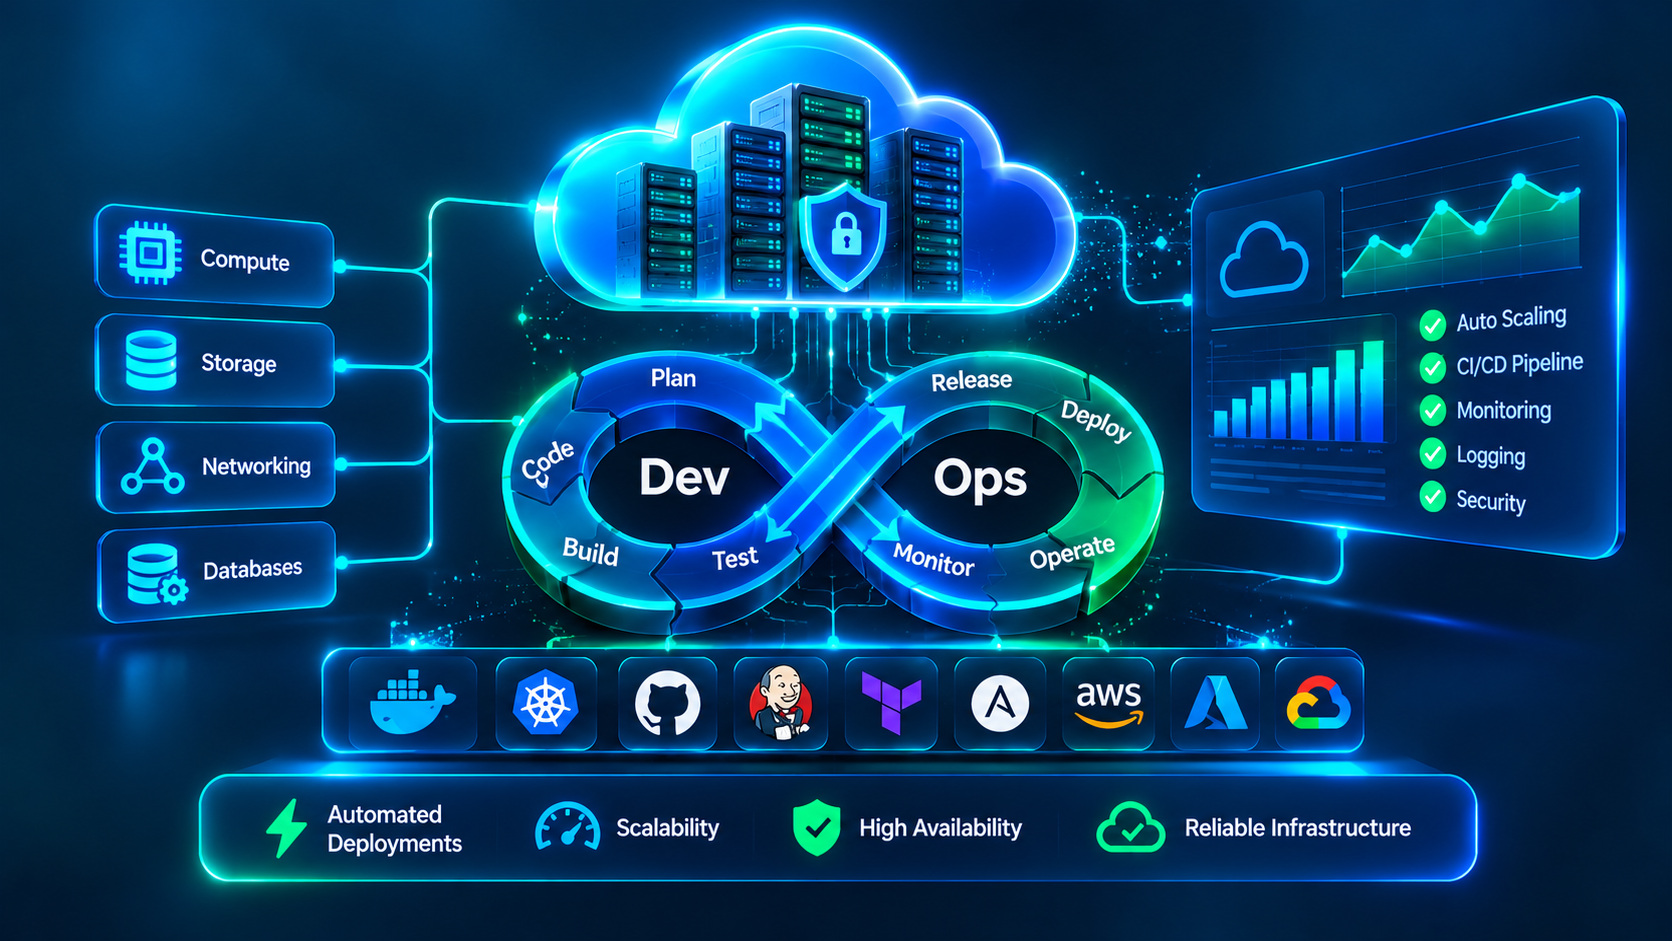 Compute
Storage
Networking
Databases
Plan
Code
Build
Test
Dev
Release
Deploy
Operate
Monitor
Ops
Auto Scaling
CI/CD Pipeline
Monitoring
Logging
Security
aws
Automated
Deployments
Scalability
High Availability
Reliable Infrastructure